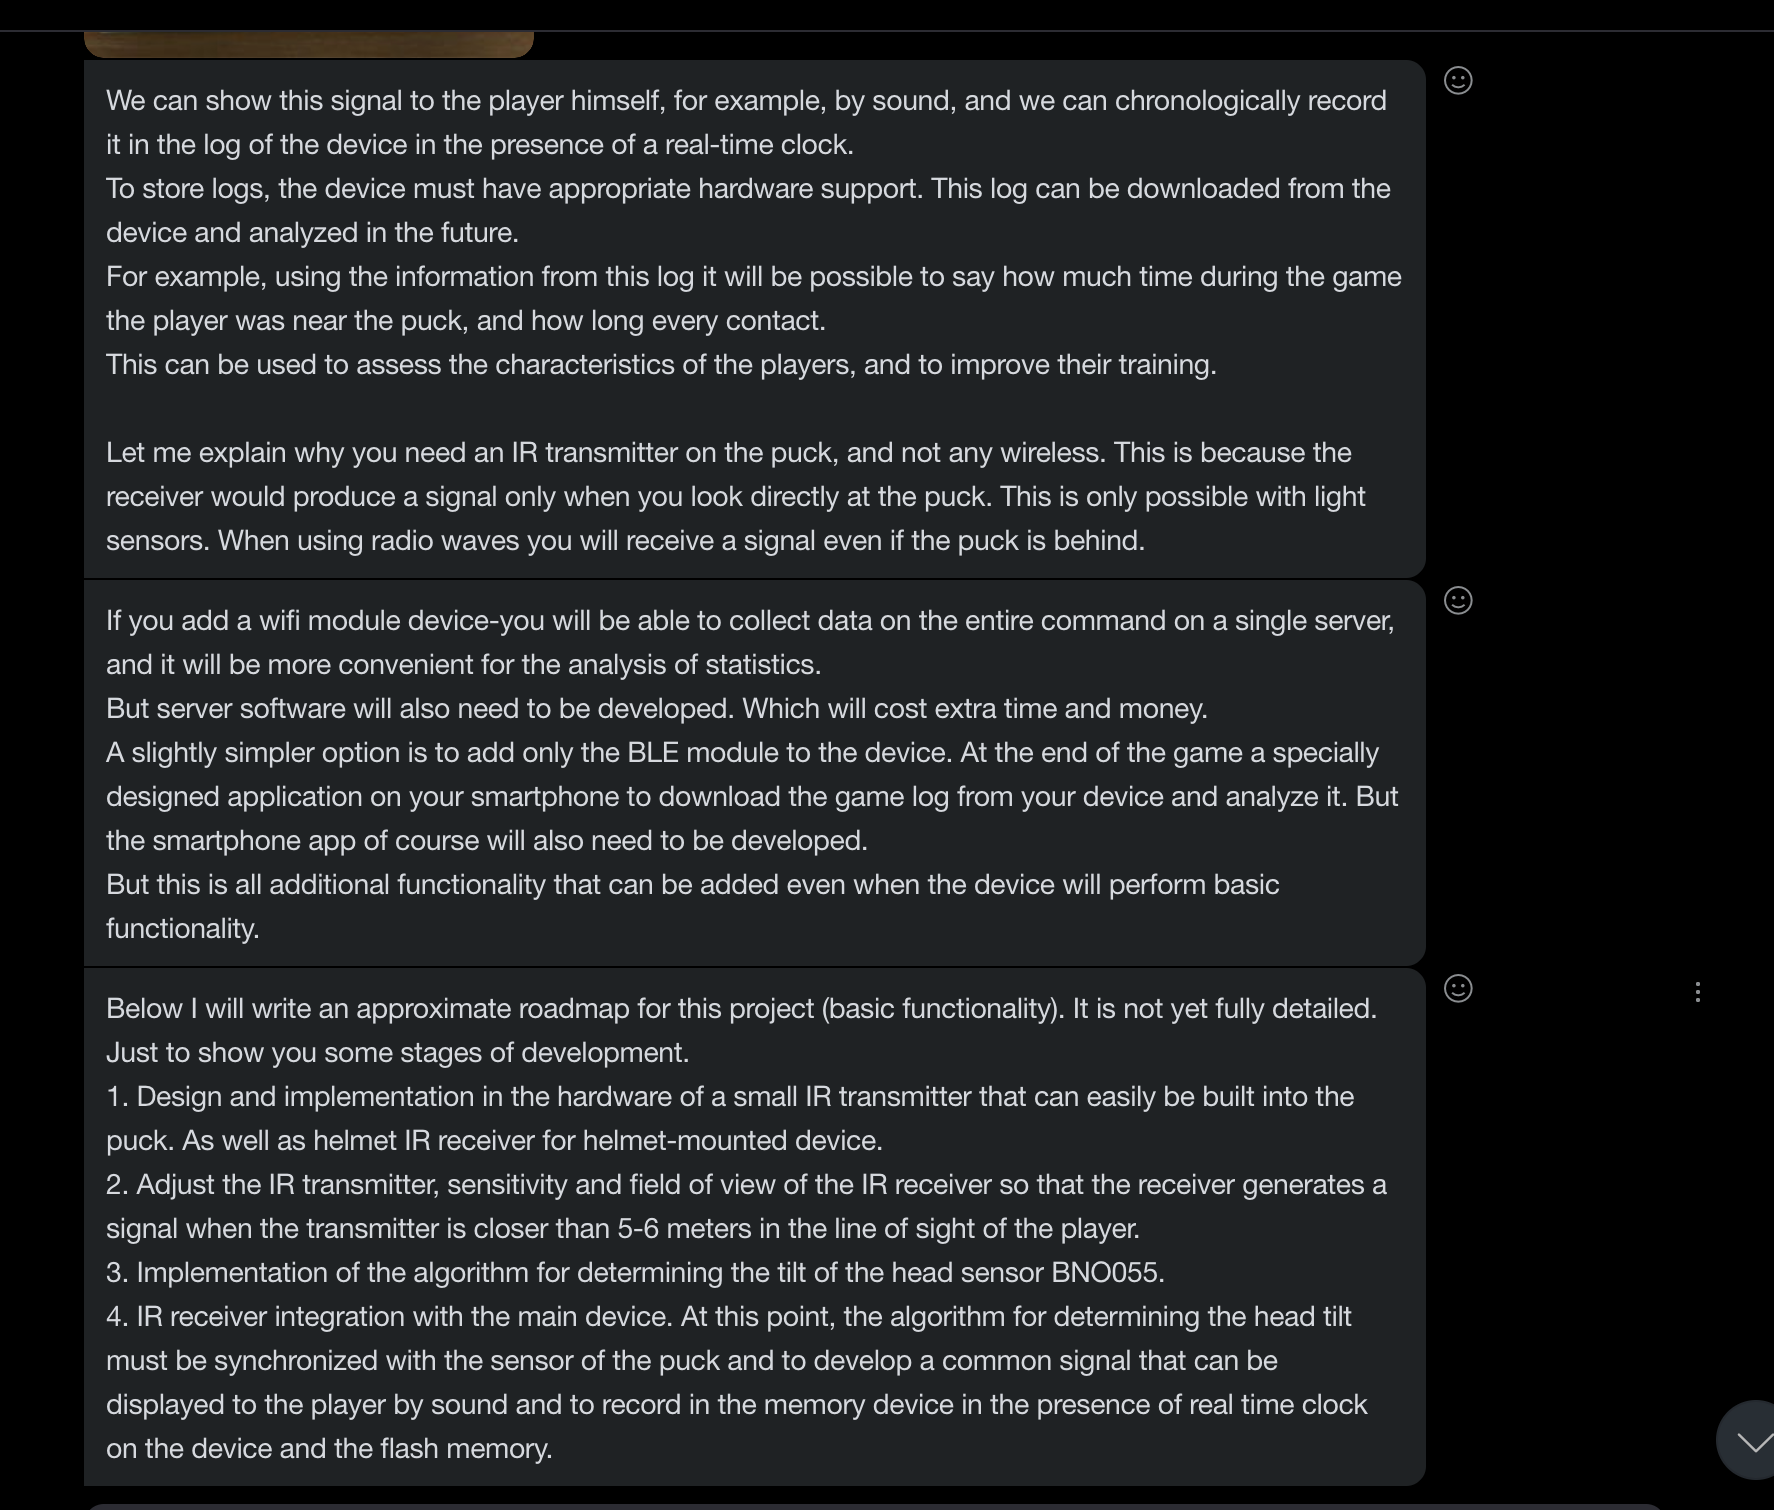 We can show this signal to the player himself, for example, by sound, and we can chronologically record
it in the log of the device in the presence of a real-time clock.
To store logs, the device must have appropriate hardware support. This log can be downloaded from the
device and analyzed in the future.
For example, using the information from this log it will be possible to say how much time during the game
the player was near the puck, and how long every contact.
This can be used to assess the characteristics of the players, and to improve their training.
Let me explain why you need an IR transmitter on the puck, and not any wireless. This is because the
receiver would produce a signal only when you look directly at the puck. This is only possible with light
sensors. When using radio waves you will receive a signal even if the puck is behind.
If you add a wifi module device-you will be able to collect data on the entire command on a single server,
and it will be more convenient for the analysis of statistics.
But server software will also need to be developed. Which will cost extra time and money.
A slightly simpler option is to add only the BLE module to the device. At the end of the game a specially
designed application on your smartphone to download the game log from your device and analyze it. But
the smartphone app of course will also need to be developed.
But this is all additional functionality that can be added even when the device will perform basic
functionality.
Below I will write an approximate roadmap for this project (basic functionality). It is not yet fully detailed.
Just to show you some stages of development.
1. Design and implementation in the hardware of a small IR transmitter that can easily be built into the
puck. As well as helmet IR receiver for helmet-mounted device.
2. Adjust the IR transmitter, sensitivity and field of view of the IR receiver so that the receiver generates a
signal when the transmitter is closer than 5-6 meters in the line of sight of the player.
3. Implementation of the algorithm for determining the tilt of the head sensor BNO055.
4. IR receiver integration with the main device. At this point, the algorithm for determining the head tilt
must be synchronized with the sensor of the puck and to develop a common signal that can be
displayed to the player by sound and to record in the memory device in the presence of real time clock
on the device and the flash memory.